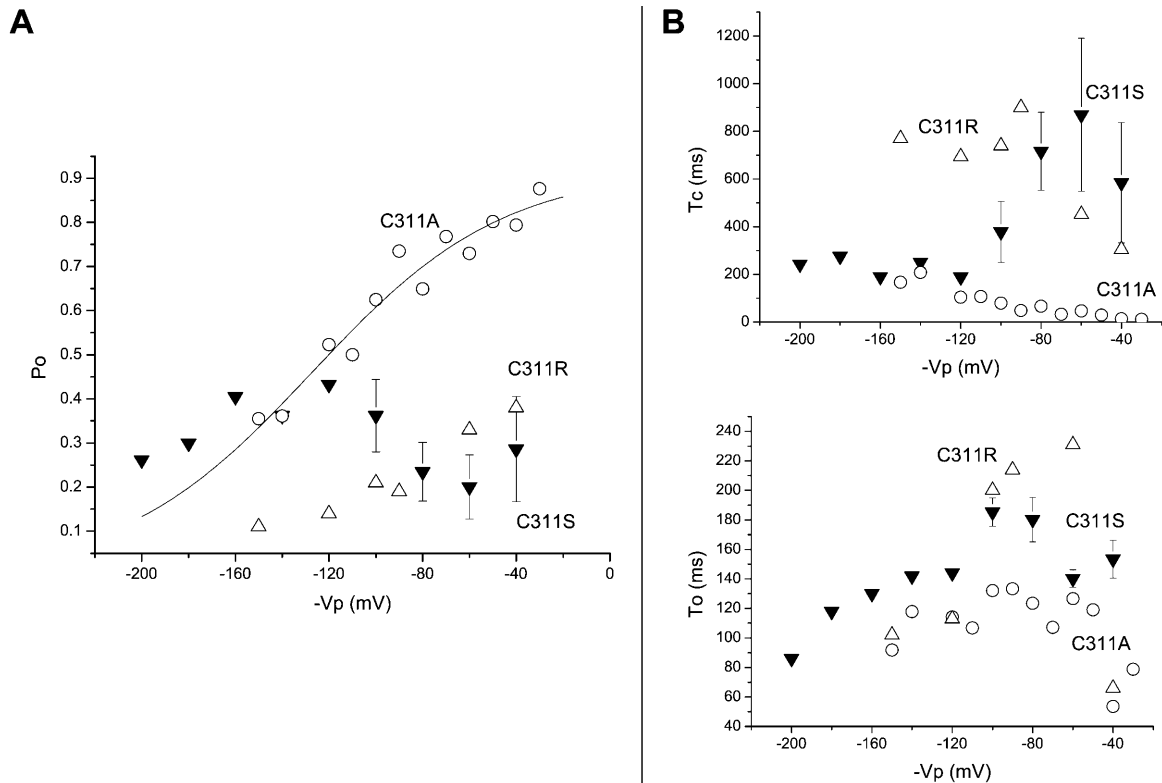 A
Po
0.9
0.8
0.7
0.6
0.5
0.4
0.3
0.2
0.1
C311A
C311R
C311S
-200 -160 -120 -80 -40 0
-Vp (mV)
B
Tc (ms)
1200
1000
800
600
400
200
0
C311S
C311R
C311A
-200 -160 -120 -80 -40
-Vp (mV)
To (ms)
240
220
200
180
160
140
120
100
80
60
40
C311R
C311S
C311A
-200 -160 -120 -80 -40
-Vp (mV)